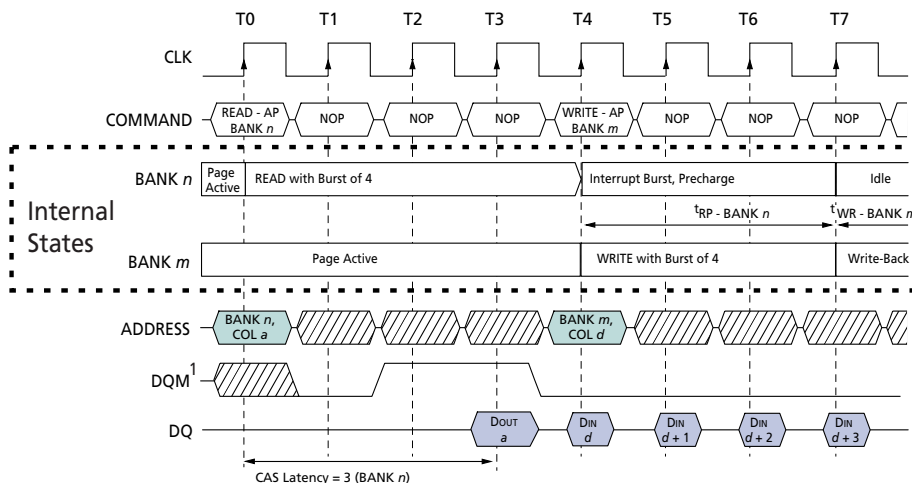 T0 T1 T2 T3 T4 T5 T6 T7
CLK
COMMAND
READ - AP
BANK n
NOP
NOP
NOP
WRITE - AP
BANK m
NOP
NOP
NOP
Internal
States
BANK n
Page
Active
READ with Burst of 4
Interrupt Burst, Precharge
Idle
tRP - BANK n
tWR - BANK m
BANK m
Page Active
WRITE with Burst of 4
Write-Back
ADDRESS
BANK n,
COL a
BANK m,
COL d
DQM1
DQ
DOUT
a
DIN
d
DIN
d + 1
DIN
d + 2
DIN
d + 3
CAS Latency = 3 (BANK n)